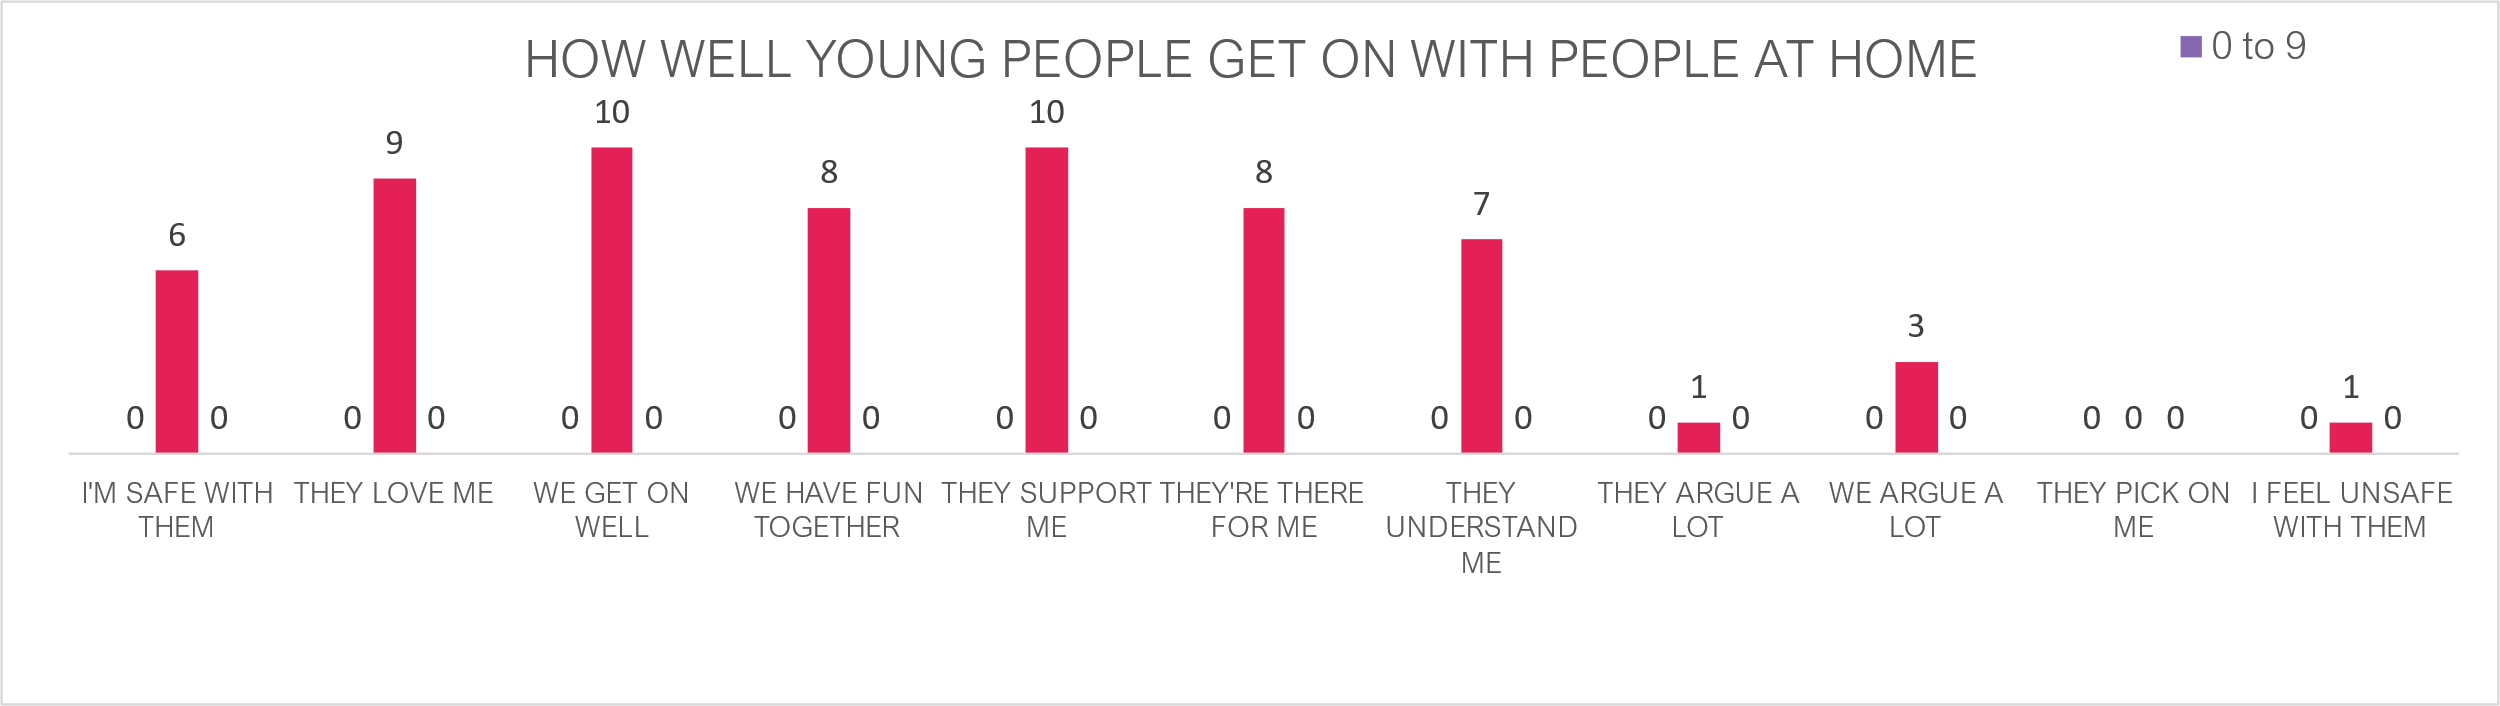 HOW WELL YOUNG PEOPLE GET ON WITH PEOPLE AT HOME
0 to 9
6
9
10
8
10
8
7
1
3
0
1
0 0
0 0
0 0
0 0
0 0
0 0
0 0
0 0
0 0
0 0
0 0
I'M SAFE WITH
THEM
THEY LOVE ME
WE GET ON
WELL
WE HAVE FUN
TOGETHER
THEY SUPPORT
ME
THEY'RE THERE
FOR ME
THEY
UNDERSTAND
ME
THEY ARGUE A
LOT
WE ARGUE A
LOT
THEY PICK ON
ME
I FEEL UNSAFE
WITH THEM